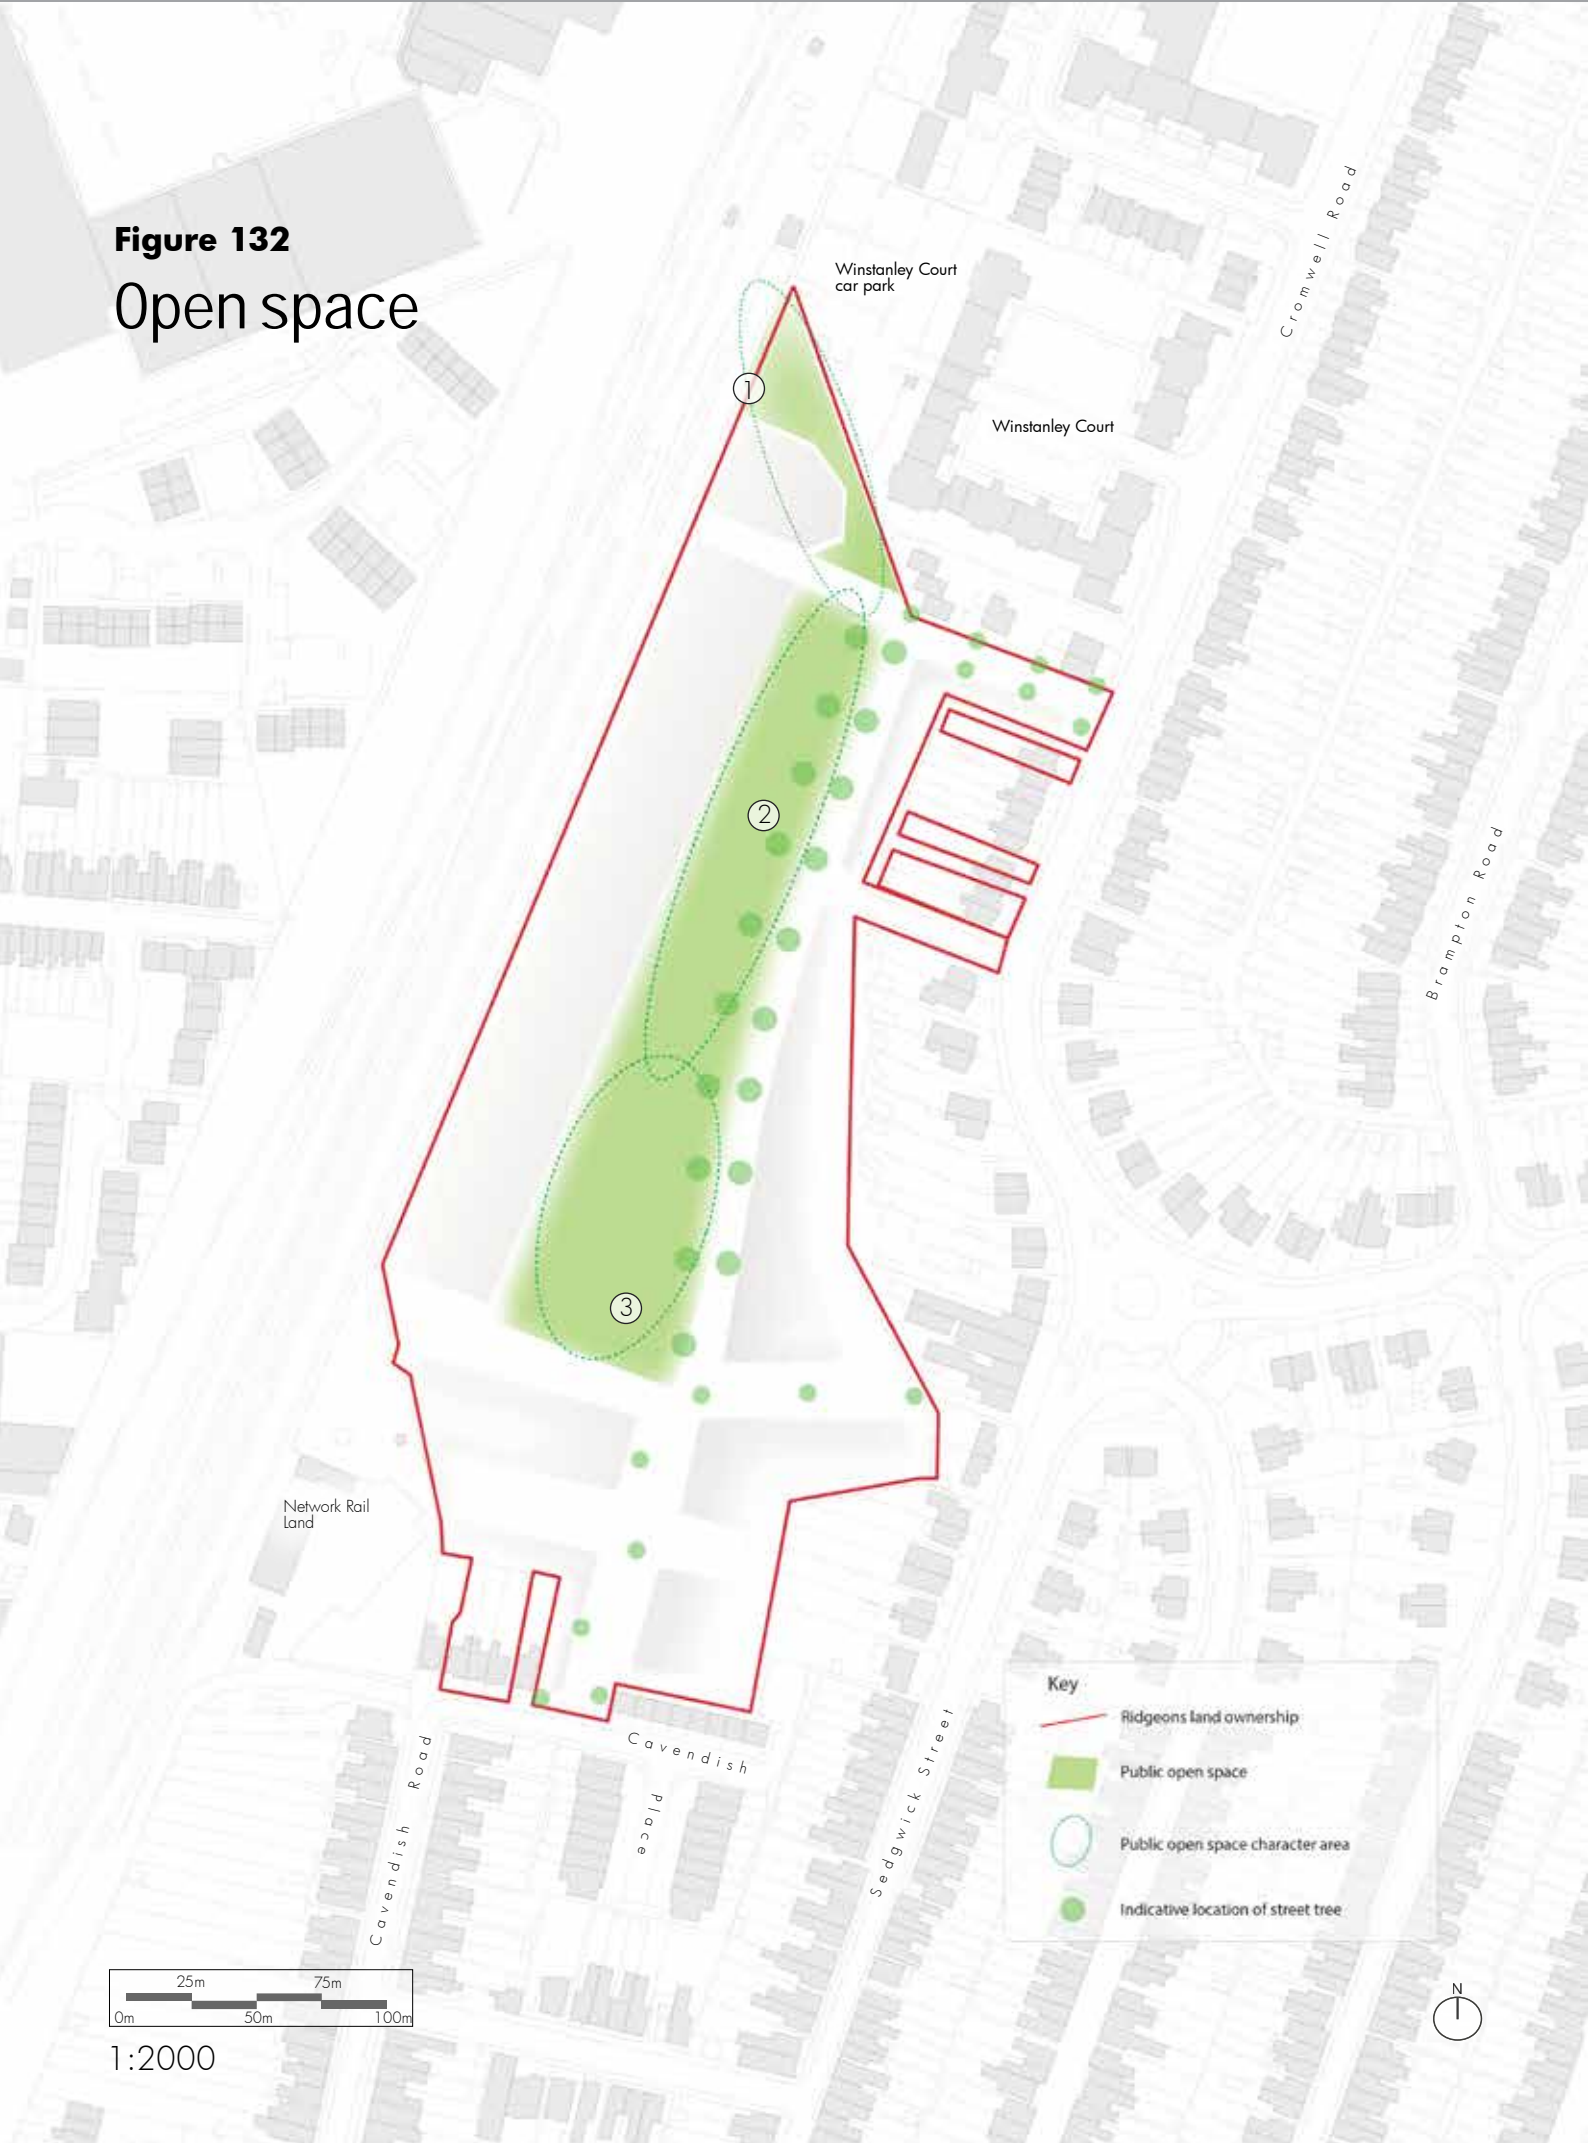 Figure 132
Open space
Winstanley Court
car park
Cromwell Road
1
Winstanley Court
2
Brampton Road
3
Network Rail
Land
Key
Ridgeons land ownership
Public open space
Public open space character area
Indicative location of street tree
Cavendish
Place
Cavendish Road
Sedgwick Street
25m
75m
0m
50m
100m
1:2000
N